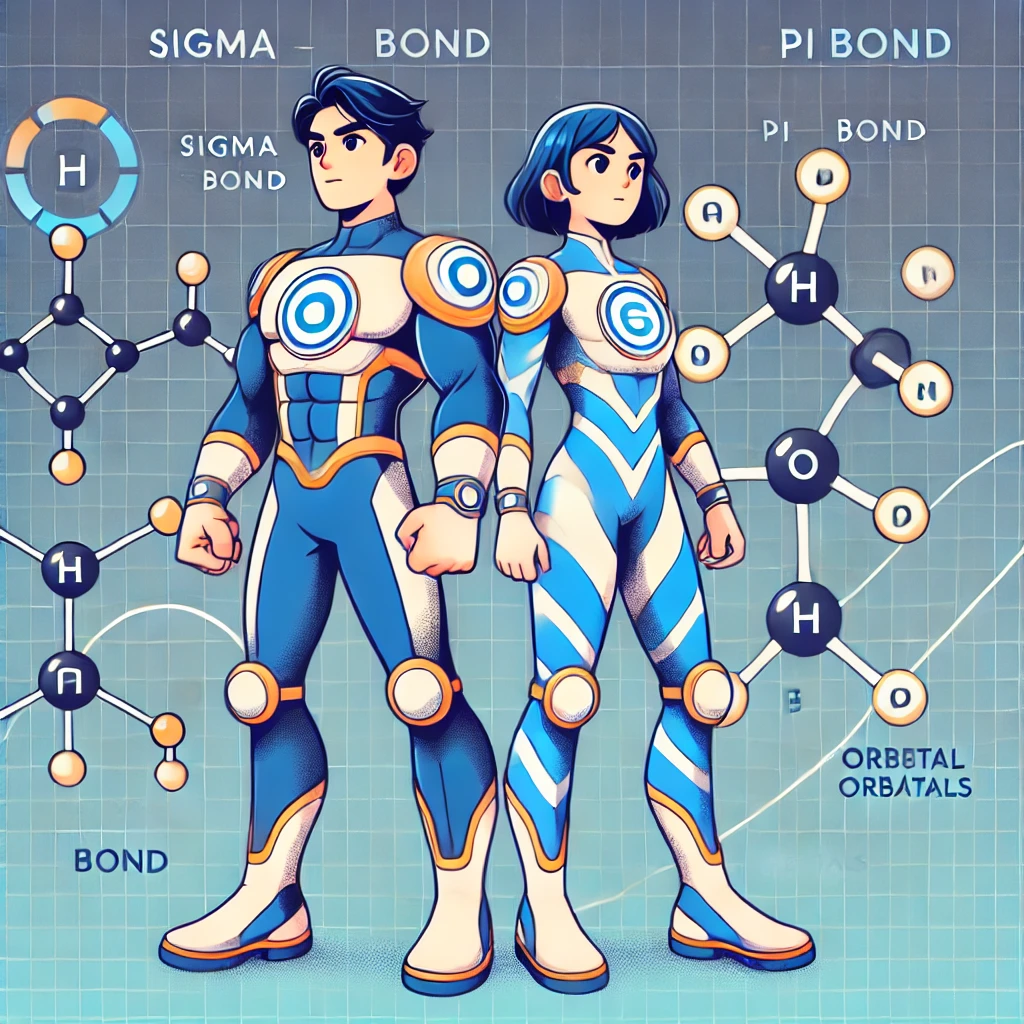 SIGMA – BOND
PI BOND
SIGMA
BOND
PI BOND
H
A
H
O
N
O
H
O
A
O
H
O
G
BOND
ORBETAL
ORBATALS